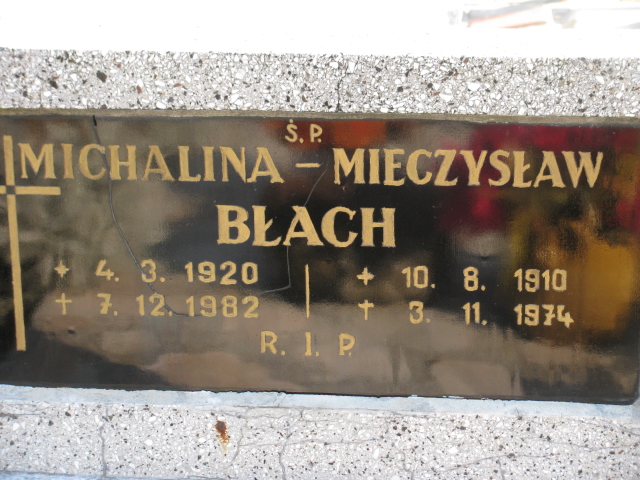 Ś.P.
MICHALINA - MIECZYSŁAW
BŁACH
* 4. 3. 1920 + 10. 8. 1910
+ 7. 12. 1982 + 3. 11. 1974
R. I. P.